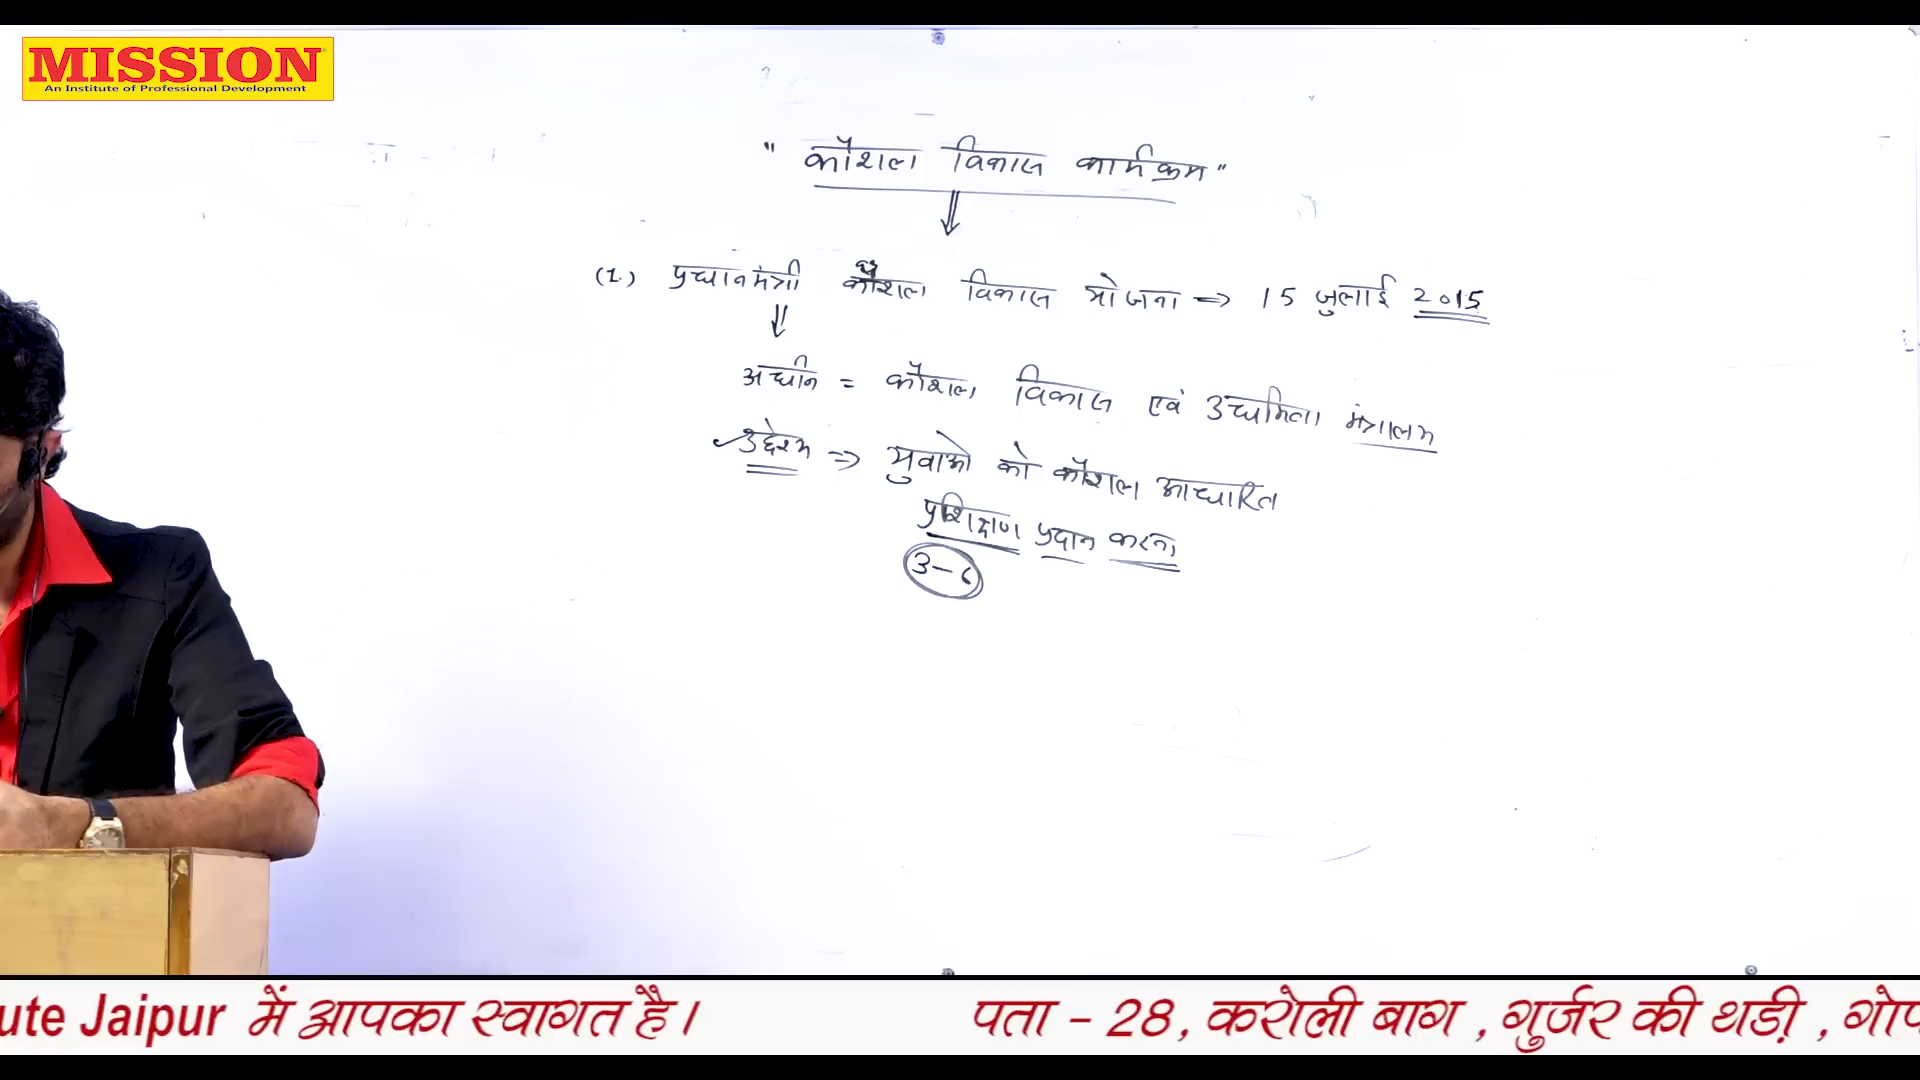 MISSION
An Institute of Professional Development
" कौशल विकास कार्यक्रम "
(1.) प्रधानमंत्री कौशल विकास योजना => 15 जुलाई 2015
अधीन = कौशल विकास एवं उद्यमिता मंत्रालय
उद्देश्य => युवाओ को कौशल आधारित
प्रशिक्षण प्रदान करना
3-6
ute Jaipur में आपका स्वागत है। पता - 28, करोली बाग , गुर्जर की थडी़ , गोप